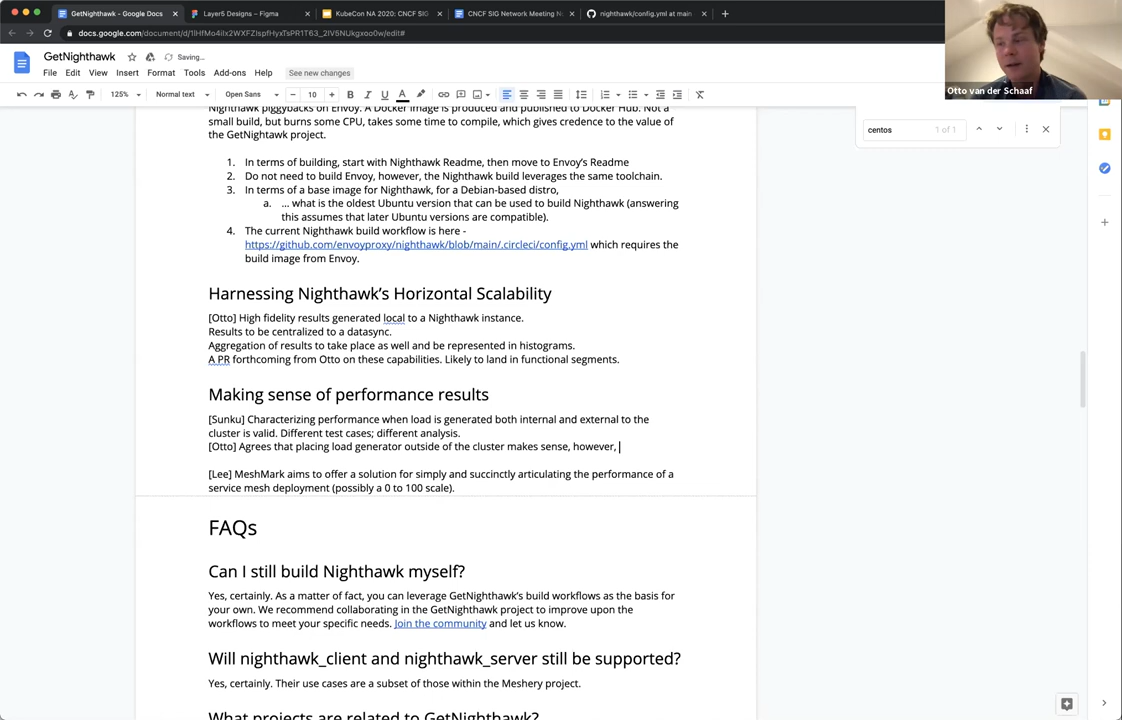 GetNighthawk - Google Docs
Layer5 Designs – Figma
KubeCon NA 2020: CNCF SIG
CNCF SIG Network Meeting N
nighthawk/config.yml at main
docs.google.com/document/d/
GetNighthawk
Saving...
File Edit View Insert Format Tools Add-ons Help See new changes
125% Normal text Open Sans 10
Otto van der Schaaf
centos 1 of 1
Nighthawk piggybacks on Envoy. A Docker image is produced and published to Docker Hub. Not a
small build, but burns some CPU, takes some time to compile, which gives credence to the value of
the GetNightawk project.
1. In terms of building, start with Nighthawk Readme, then move to Envoy's Readme
2. Do not need to build Envoy, however, the Nighthawk build leverages the same toolchain.
3. In terms of a base image for Nighthawk, for a Debian-based distro,
a. ... what is the oldest Ubuntu version that can be used to build Nighthawk (answering
this assumes that later Ubuntu versions are compatible).
4. The current Nighthawk build workflow is here -
https://github.com/envoyproxy/nighthawk/blob/main/.circleci/config.yml which requires the
build image from Envoy.
Harnessing Nighthawk's Horizontal Scalability
[Otto] High fidelity results generated local to a Nighthawk instance.
Results to be centralized to a datasync.
Aggregation of results to take place as well and be represented in histograms.
A PR forthcoming from Otto on these capabilities. Likely to land in functional segments.
Making sense of performance results
[Sunku] Characterizing performance when load is generated both internal and external to the
cluster is valid. Different test cases; different analysis.
[Otto] Agrees that placing load generator outside of the cluster makes sense, however,
[Lee] MeshMark aims to offer a solution for simply and succinctly articulating the performance of a
service mesh deployment (possibly a 0 to 100 scale).
FAQs
Can I still build Nighthawk myself?
Yes, certainly. As a matter of fact, you can leverage GetNighthawk's build workflows as the basis for
your own. We recommend collaborating in the GetNighthawk project to improve upon the
workflows to meet your specific needs. Join the community and let us know.
Will nighthawk_client and nighthawk_server still be supported?
Yes, certainly. Their use cases are a subset of those within the Meshery project.
What projects are related to GetNighthawk?